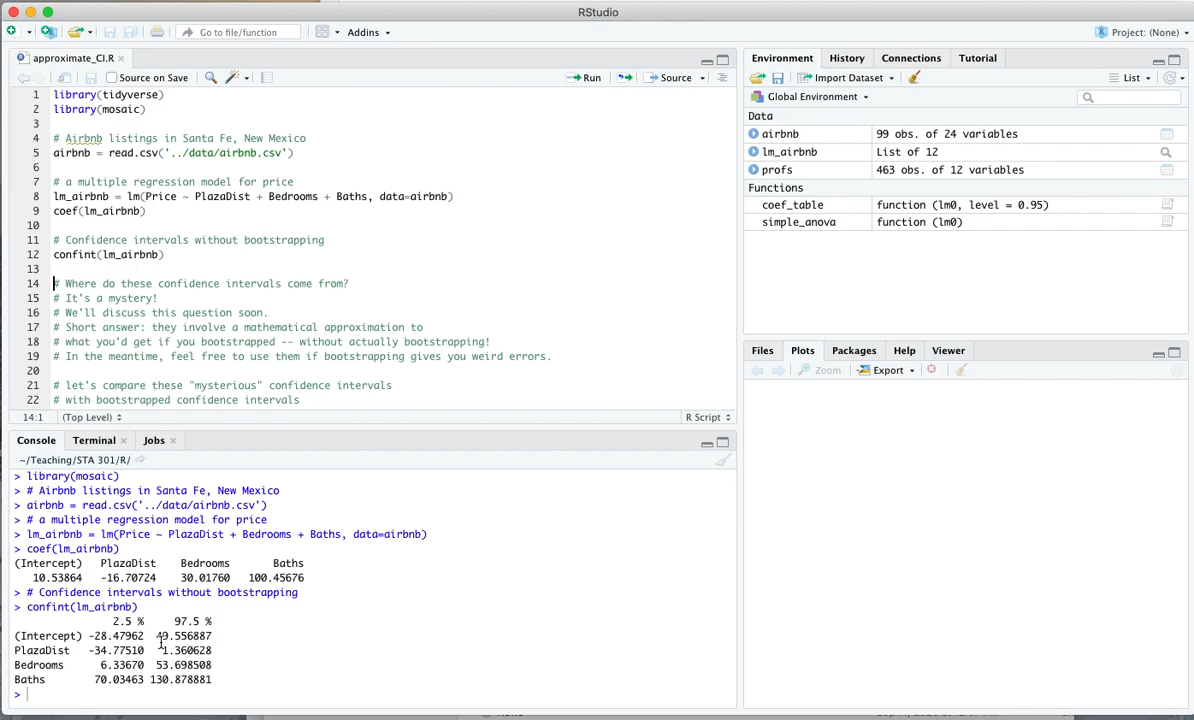 RStudio
Go to file/function
Addins
Project: (None)
approximate_CI.R
Source on Save
Run
Source
1 library(tidyverse)
2 library(mosaic)
3
4 # Airbnb listings in Santa Fe, New Mexico
5 airbnb = read.csv('../data/airbnb.csv')
6
7 # a multiple regression model for price
8 lm_airbnb = lm(Price ~ PlazaDist + Bedrooms + Baths, data=airbnb)
9 coef(lm_airbnb)
10
11 # Confidence intervals without bootstrapping
12 confint(lm_airbnb)
13
14 # Where do these confidence intervals come from?
15 # It's a mystery!
16 # We'll discuss this question soon.
17 # Short answer: they involve a mathematical approximation to
18 # what you'd get if you bootstrapped -- without actually bootstrapping!
19 # In the meantime, feel free to use them if bootstrapping gives you weird errors.
20
21 # let's compare these "mysterious" confidence intervals
22 # with bootstrapped confidence intervals
14:1 (Top Level) R Script
Console Terminal Jobs
~/Teaching/STA 301/R/
> library(mosaic)
> # Airbnb listings in Santa Fe, New Mexico
> airbnb = read.csv('../data/airbnb.csv')
> # a multiple regression model for price
> lm_airbnb = lm(Price ~ PlazaDist + Bedrooms + Baths, data=airbnb)
> coef(lm_airbnb)
(Intercept) PlazaDist Bedrooms Baths
10.53864 -16.70724 30.01760 100.45676
> # Confidence intervals without bootstrapping
> confint(lm_airbnb)
2.5 % 97.5 %
(Intercept) -28.47962 49.556887
PlazaDist -34.77510 1.360628
Bedrooms 6.33670 53.698508
Baths 70.03463 130.878881
>
Environment History Connections Tutorial
Import Dataset List
Global Environment
Data
airbnb 99 obs. of 24 variables
lm_airbnb List of 12
profs 463 obs. of 12 variables
Functions
coef_table function (lm0, level = 0.95)
simple_anova function (lm0)
Files Plots Packages Help Viewer
Zoom Export